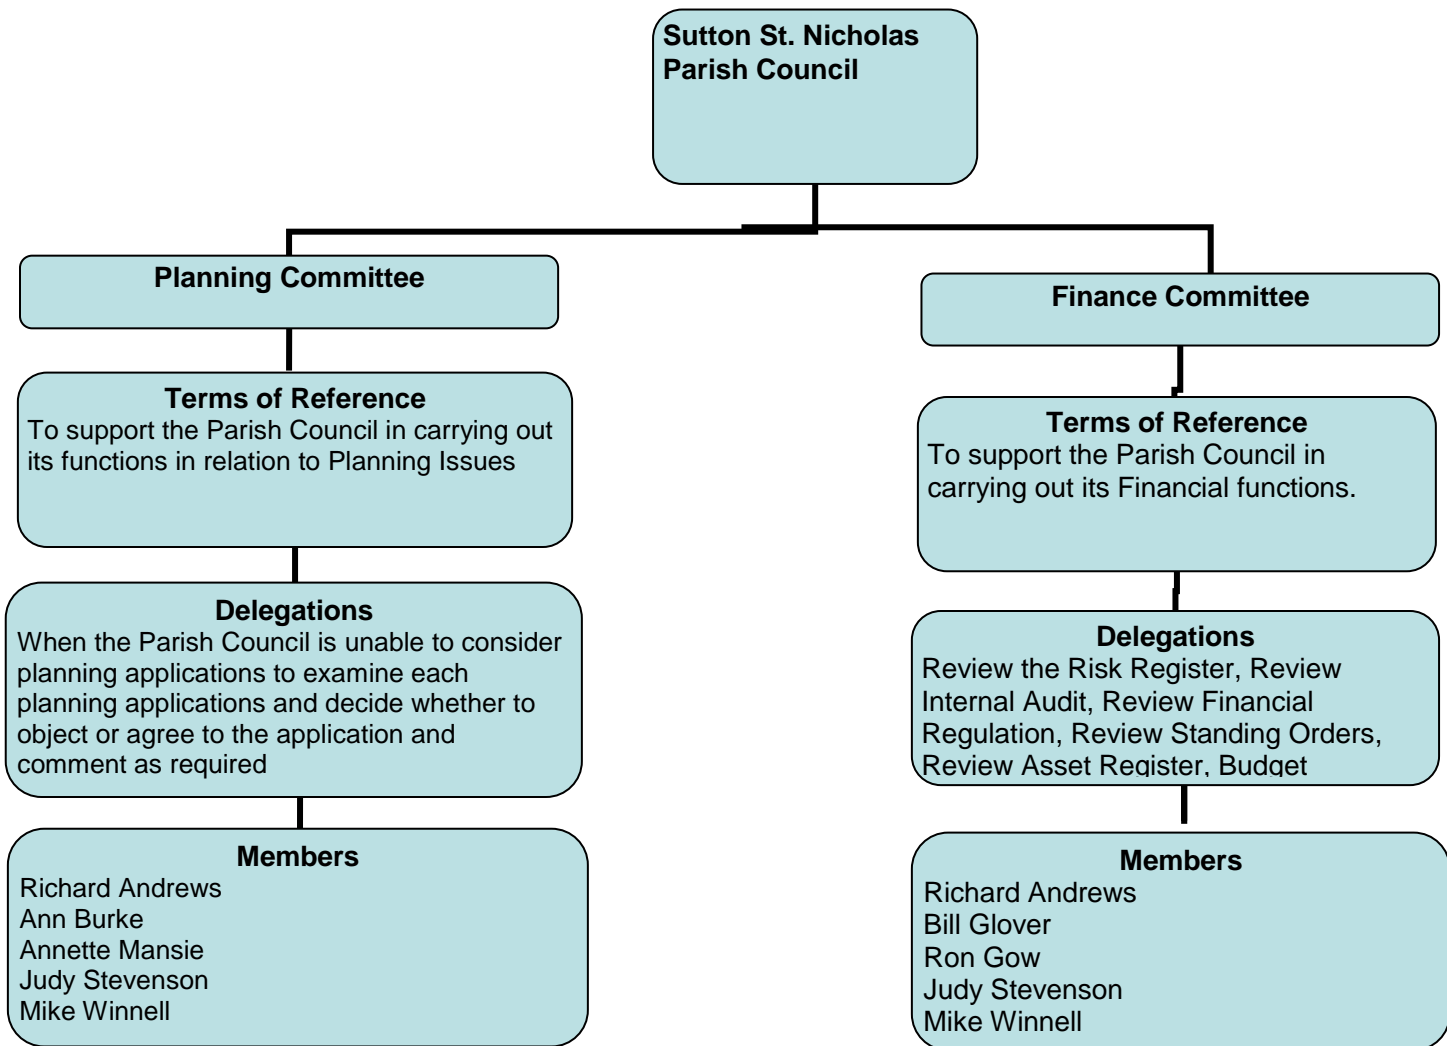 Sutton St. Nicholas
Parish Council
Planning Committee
Terms of Reference
To support the Parish Council in carrying out
its functions in relation to Planning Issues
Delegations
When the Parish Council is unable to consider
planning applications to examine each
planning applications and decide whether to
object or agree to the application and
comment as required
Members
Richard Andrews
Ann Burke
Annette Mansie
Judy Stevenson
Mike Winnell
Finance Committee
Terms of Reference
To support the Parish Council in
carrying out its Financial functions.
Delegations
Review the Risk Register, Review
Internal Audit, Review Financial
Regulation, Review Standing Orders,
Review Asset Register, Budget
Members
Richard Andrews
Bill Glover
Ron Gow
Judy Stevenson
Mike Winnell